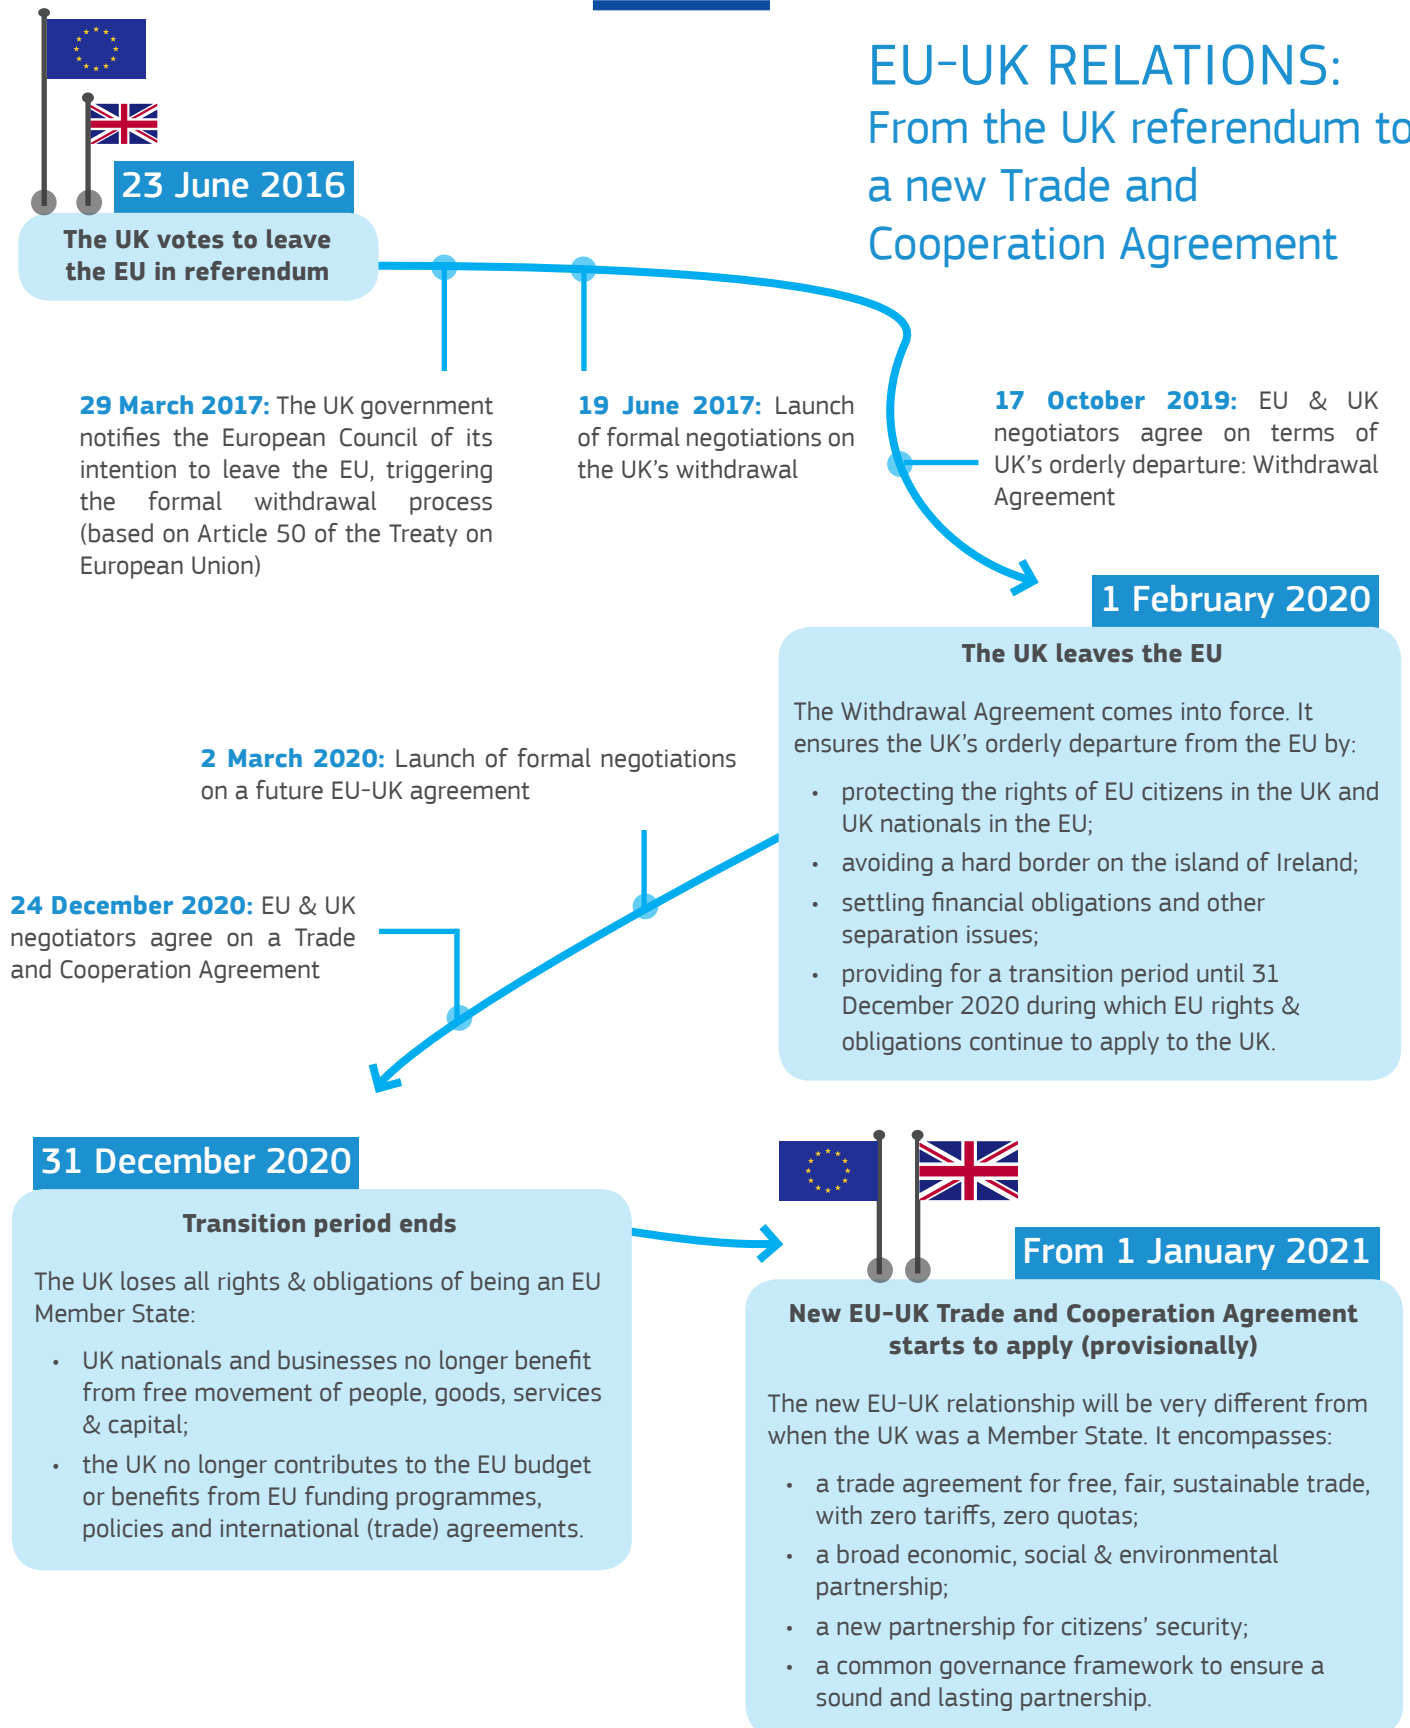 EU-UK RELATIONS:
From the UK referendum to
a new Trade and
Cooperation Agreement
23 June 2016
The UK votes to leave
the EU in referendum
29 March 2017: The UK government
notifies the European Council of its
intention to leave the EU, triggering
the formal withdrawal process
(based on Article 50 of the Treaty on
European Union)
19 June 2017: Launch
of formal negotiations on
the UK's withdrawal
17 October 2019: EU & UK
negotiators agree on terms of
UK's orderly departure: Withdrawal
Agreement
1 February 2020
The UK leaves the EU
The Withdrawal Agreement comes into force. It
ensures the UK's orderly departure from the EU by:
• protecting the rights of EU citizens in the UK and
UK nationals in the EU;
• avoiding a hard border on the island of Ireland;
• settling financial obligations and other
separation issues;
• providing for a transition period until 31
December 2020 during which EU rights &
obligations continue to apply to the UK.
2 March 2020: Launch of formal negotiations
on a future EU-UK agreement
24 December 2020: EU & UK
negotiators agree on a Trade
and Cooperation Agreement
31 December 2020
Transition period ends
The UK loses all rights & obligations of being an EU
Member State:
• UK nationals and businesses no longer benefit
from free movement of people, goods, services
& capital;
• the UK no longer contributes to the EU budget
or benefits from EU funding programmes,
policies and international (trade) agreements.
From 1 January 2021
New EU-UK Trade and Cooperation Agreement
starts to apply (provisionally)
The new EU-UK relationship will be very different from
when the UK was a Member State. It encompasses:
• a trade agreement for free, fair, sustainable trade,
with zero tariffs, zero quotas;
• a broad economic, social & environmental
partnership;
• a new partnership for citizens' security;
• a common governance framework to ensure a
sound and lasting partnership.